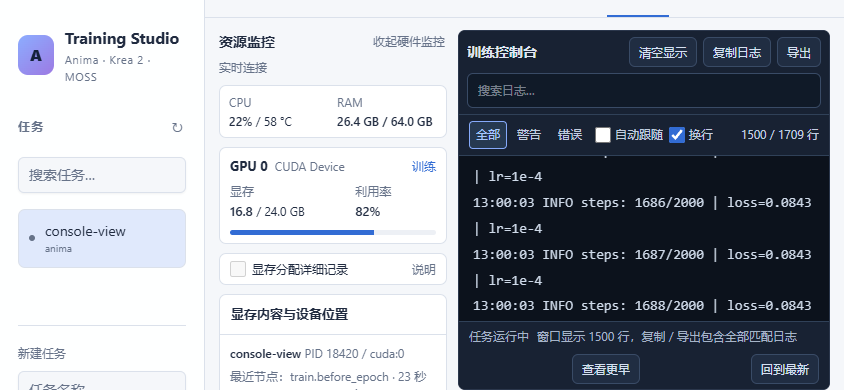 A
Training Studio
Anima · Krea 2 ·
MOSS
任务
↻
搜索任务...
console-view
anima
新建任务
任务名称
资源监控
收起硬件监控
实时连接
CPU
RAM
22% / 58 °C
26.4 GB / 64.0 GB
GPU 0 CUDA Device
训练
显存
利用率
16.8 / 24.0 GB
82%
显存分配详细记录
说明
显存内容与设备位置
console-view PID 18420 / cuda:0
最近节点：train.before_epoch · 23 秒
训练控制台
清空显示
复制日志
导出
搜索日志...
全部
警告
错误
自动跟随
换行
1500 / 1709 行
| lr=1e-4
13:00:03 INFO steps: 1686/2000 | loss=0.0843
| lr=1e-4
13:00:03 INFO steps: 1687/2000 | loss=0.0843
| lr=1e-4
13:00:03 INFO steps: 1688/2000 | loss=0.0843
任务运行中 窗口显示 1500 行，复制 / 导出包含全部匹配日志
查看更早
回到最新